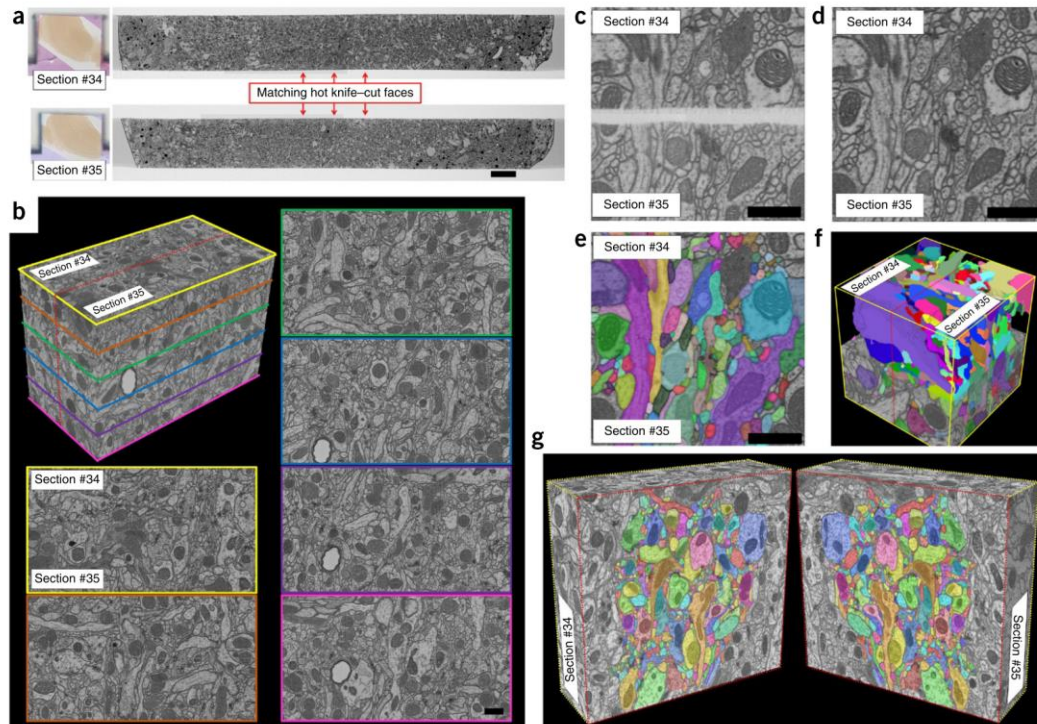 a
Section #34
Matching hot knife–cut faces
Section #35
b
Section #34
Section #35
Section #34
Section #35
c
Section #34
Section #35
d
Section #34
Section #35
e
Section #34
Section #35
f
Section #34
Section #35
g
Section #34
Section #35